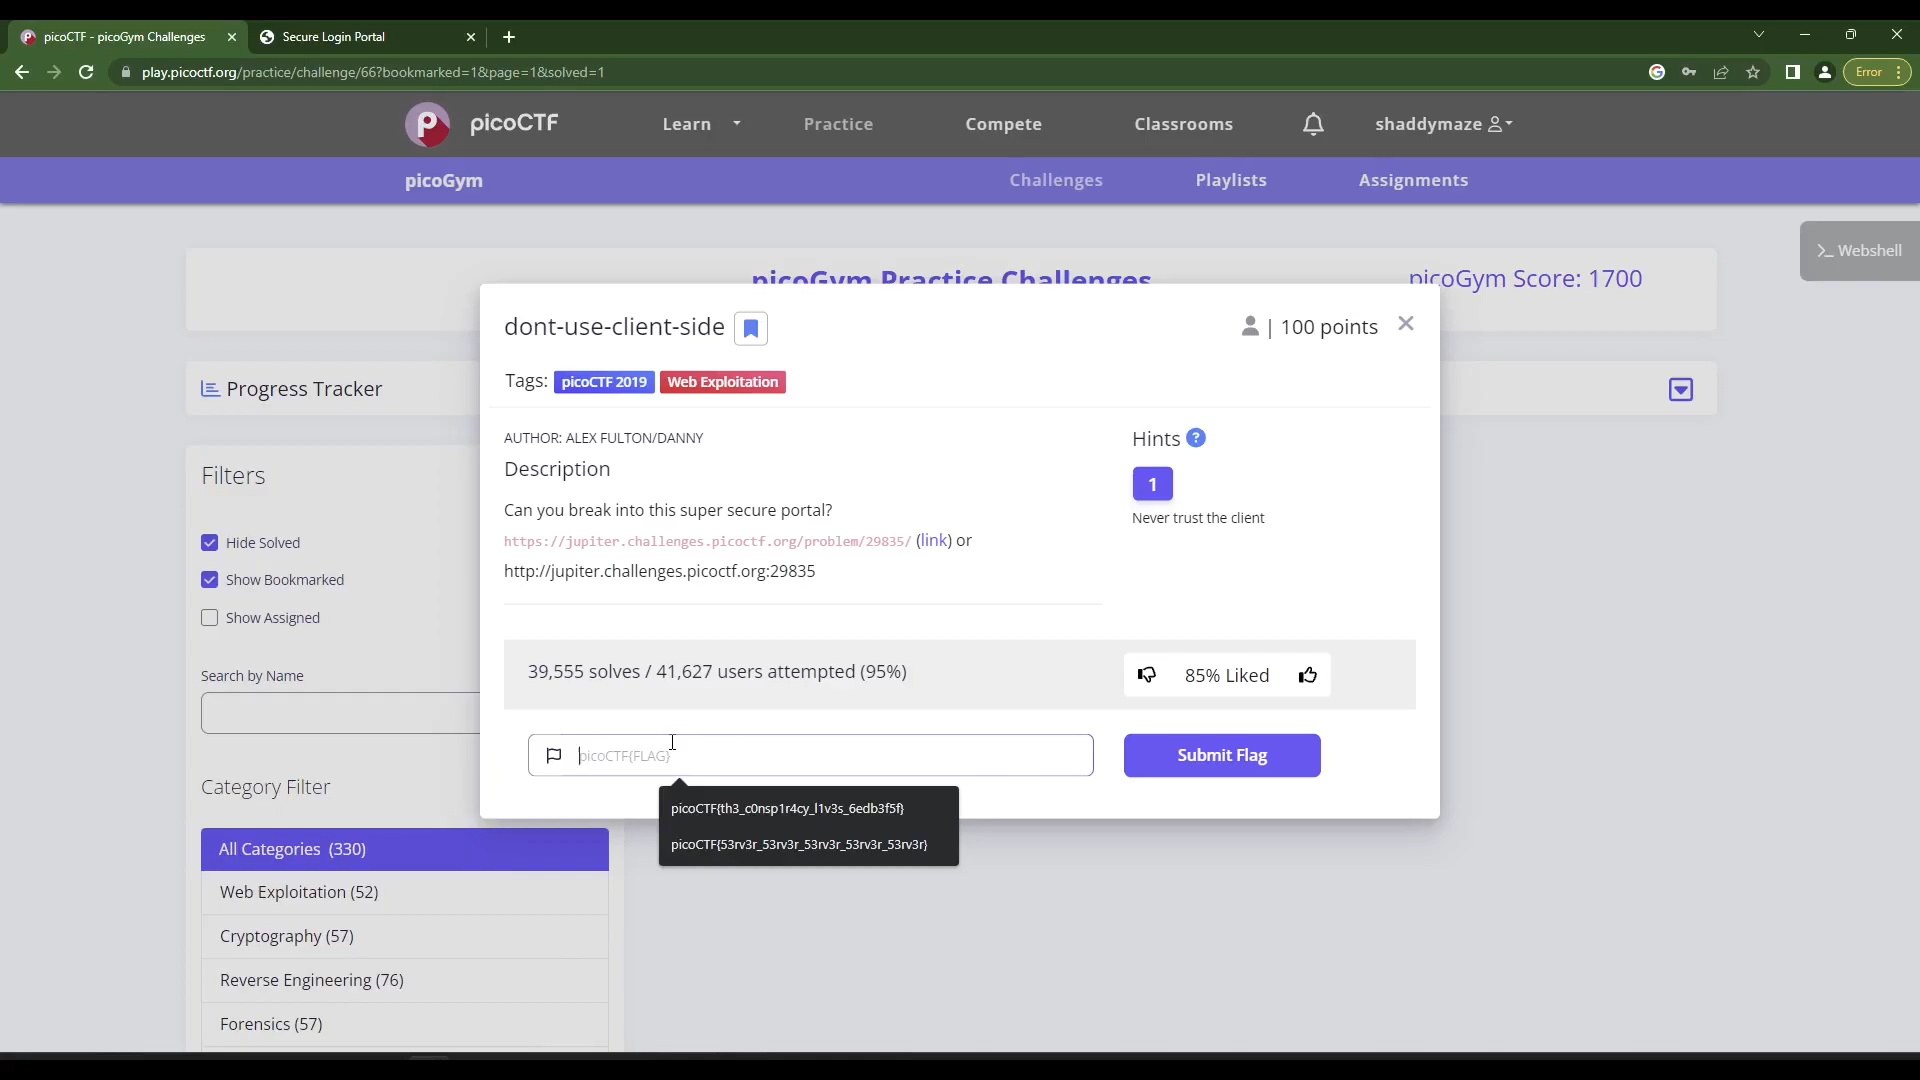 picoCTF - picoGym Challenges
Secure Login Portal
play.picoctf.org/practice/challenge/66?bookmarked=1&page=1&solved=1
Error
picoCTF
Learn
Practice
Compete
Classrooms
shaddymaze
picoGym
Challenges
Playlists
Assignments
Webshell
picoGym Practice Challenges
picoGym Score: 1700
dont-use-client-side
| 100 points
Tags: picoCTF 2019 Web Exploitation
Progress Tracker
AUTHOR: ALEX FULTON/DANNY
Description
Can you break into this super secure portal?
https://jupiter.challenges.picoctf.org/problem/29835/ (link) or
http://jupiter.challenges.picoctf.org:29835
Hints ?
1
Never trust the client
Filters
Hide Solved
Show Bookmarked
Show Assigned
Search by Name
39,555 solves / 41,627 users attempted (95%)
85% Liked
picoCTF{FLAG}
Submit Flag
picoCTF{th3_c0nsp1r4cy_l1v3s_6edb3f5f}
picoCTF{53rv3r_53rv3r_53rv3r_53rv3r_53rv3r}
Category Filter
All Categories (330)
Web Exploitation (52)
Cryptography (57)
Reverse Engineering (76)
Forensics (57)